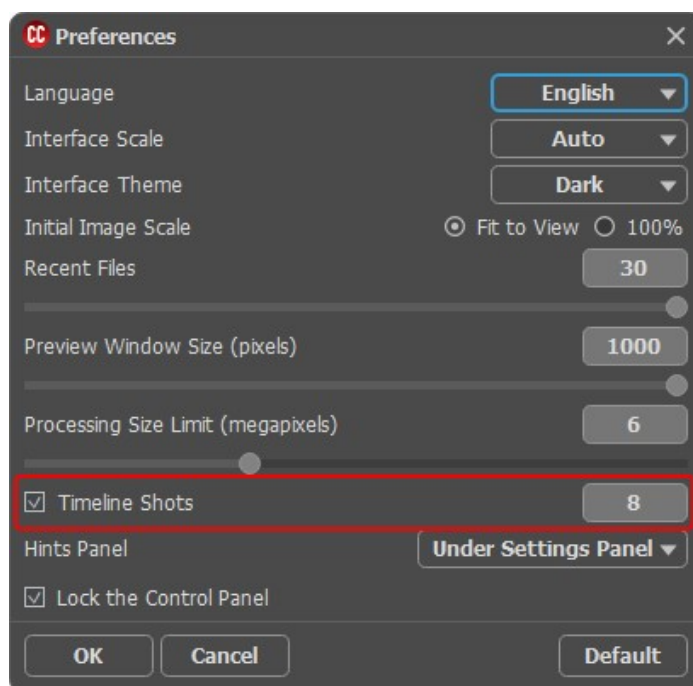 CC Preferences
Language English
Interface Scale Auto
Interface Theme Dark
Initial Image Scale Fit to View 100%
Recent Files 30
Preview Window Size (pixels) 1000
Processing Size Limit (megapixels) 6
Timeline Shots 8
Hints Panel Under Settings Panel
Lock the Control Panel
OK Cancel Default